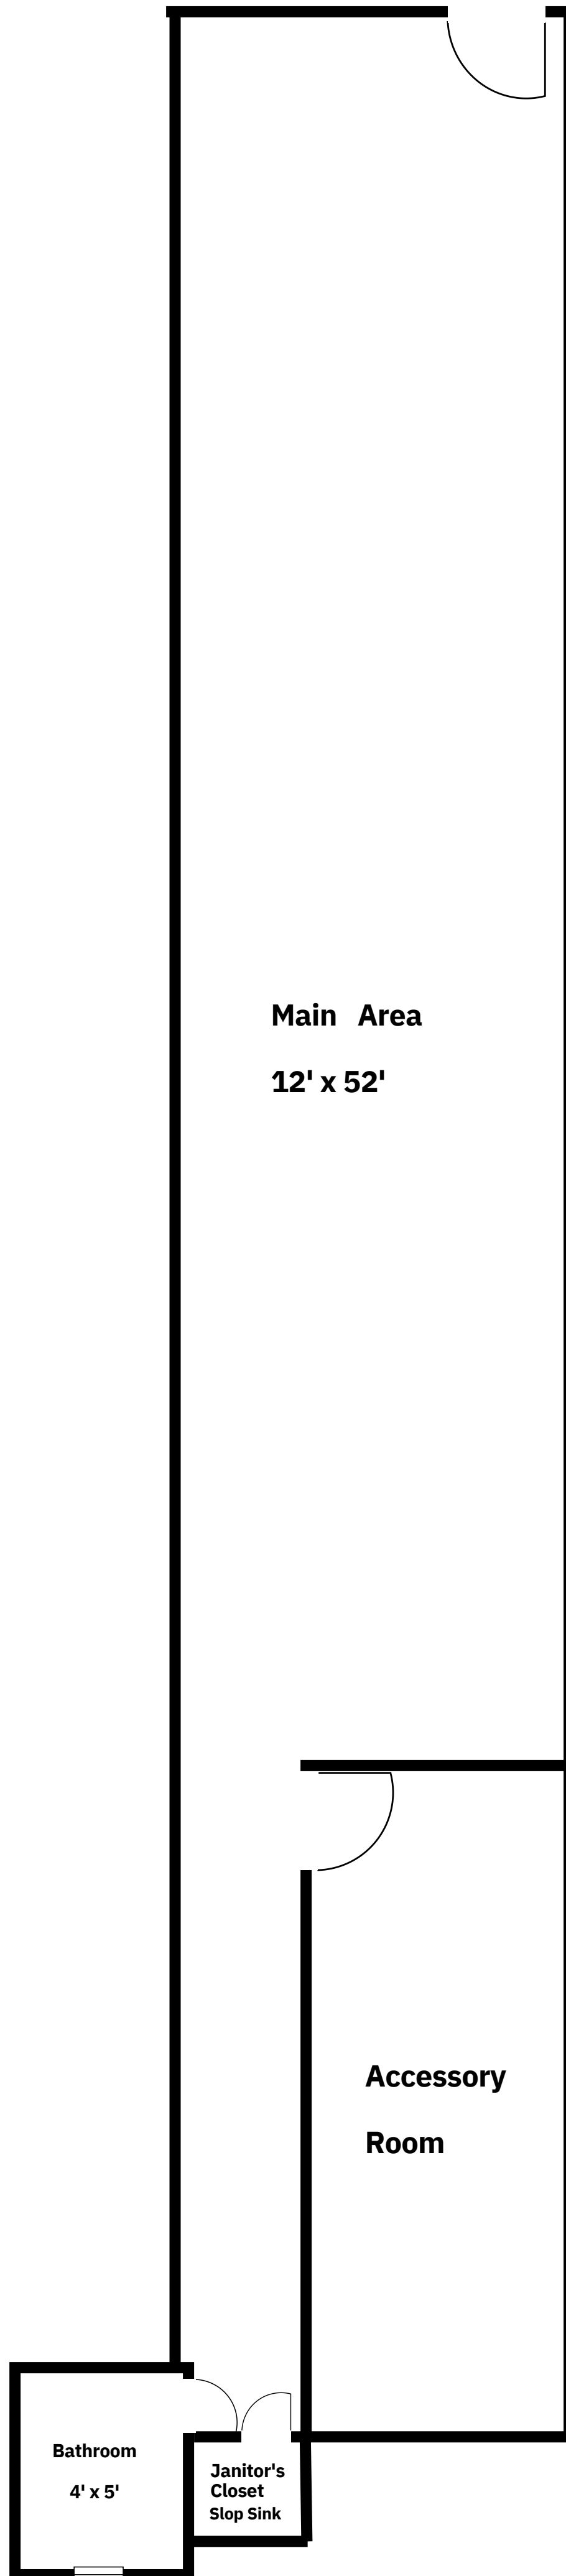 Main Area
12' x 52'
Accessory
Room
Bathroom
4' x 5'
Janitor's
Closet
Slop Sink